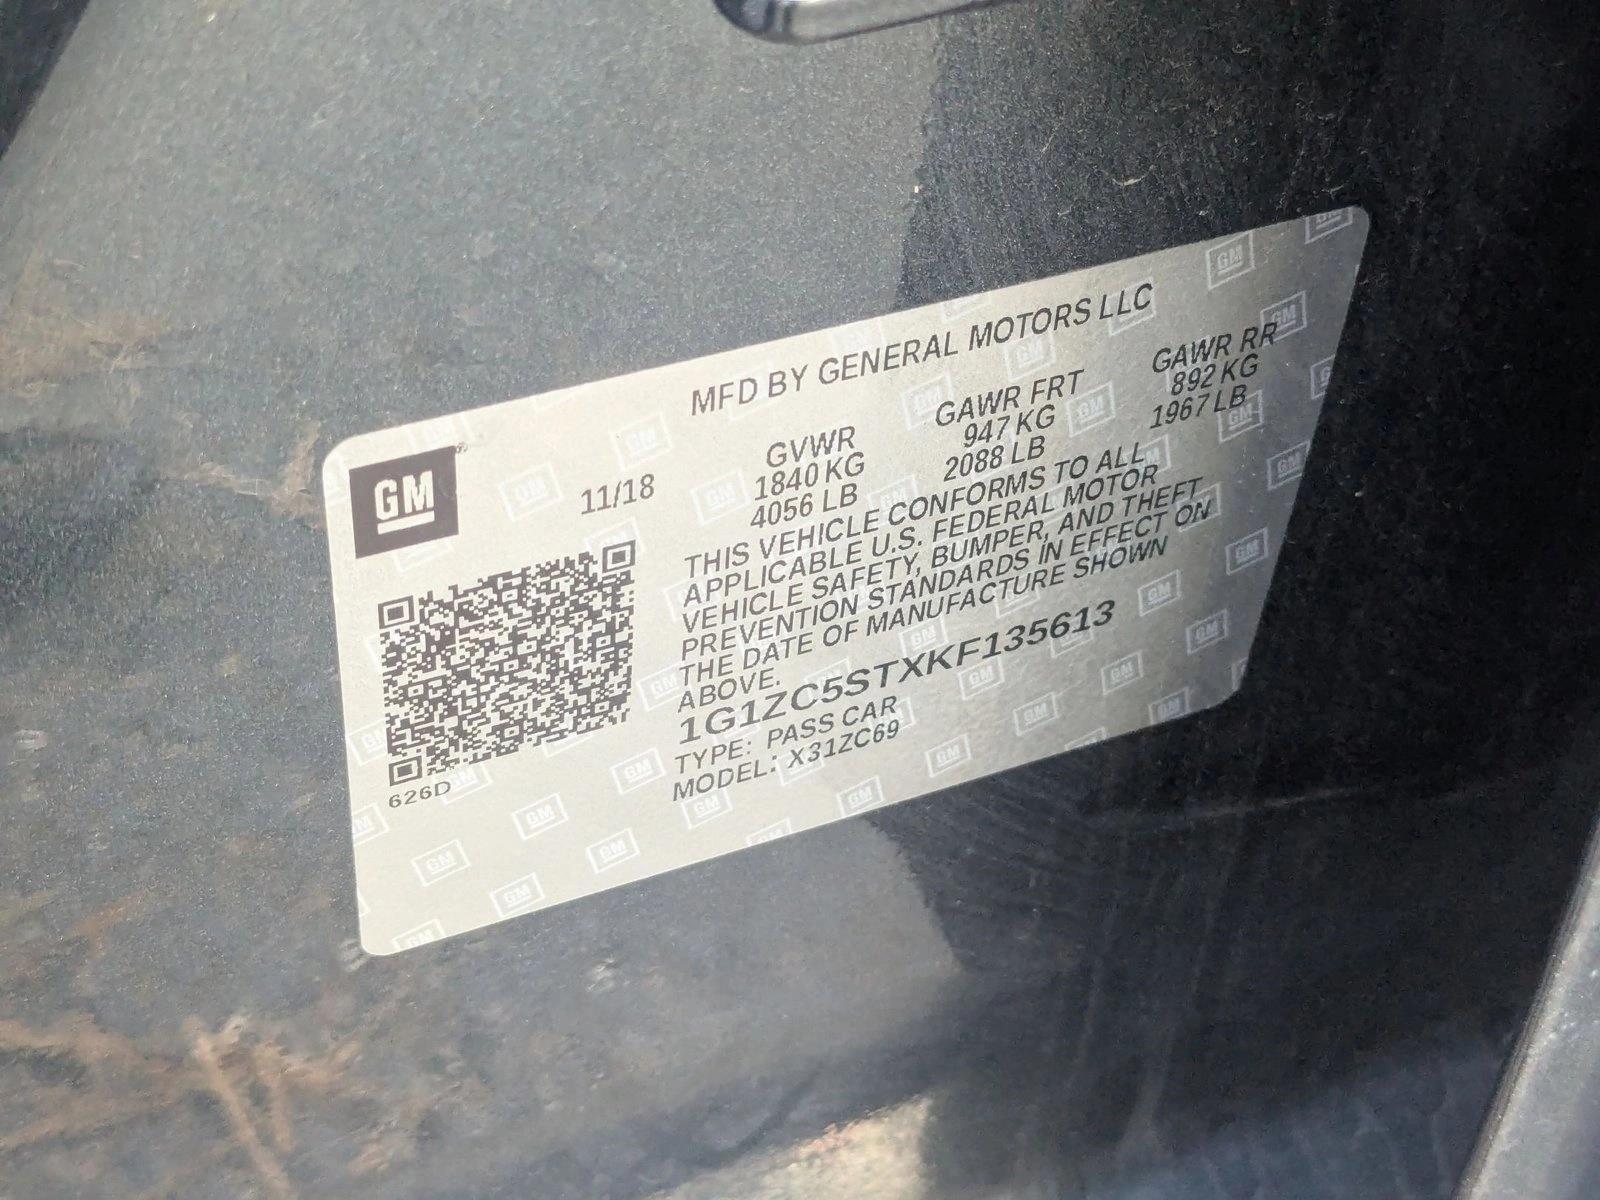 MFD BY GENERAL MOTORS LLC
GM
11/18
GVWR GAWR FRT GAWR RR
1840 KG 947 KG 892 KG
4056 LB 2088 LB 1967 LB
THIS VEHICLE CONFORMS TO ALL
APPLICABLE U.S. FEDERAL MOTOR
VEHICLE SAFETY, BUMPER, AND THEFT
PREVENTION STANDARDS IN EFFECT ON
THE DATE OF MANUFACTURE SHOWN
ABOVE.
1G1ZC5STXKF135613
TYPE: PASS CAR
MODEL: X31ZC69
626D